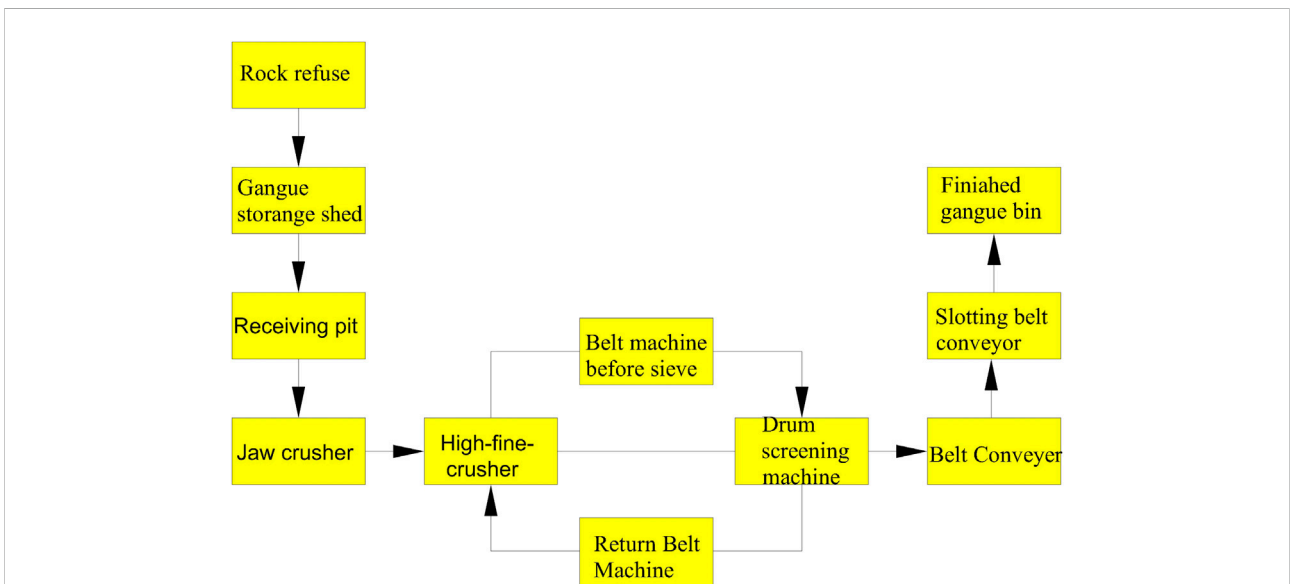 Rock refuse
Gangue
storange shed
Receiving pit
Jaw crusher
High-fine-
crusher
Belt machine
before sieve
Drum
screening
machine
Return Belt
Machine
Belt Conveyer
Slotting belt
conveyor
Finiahed
gangue bin